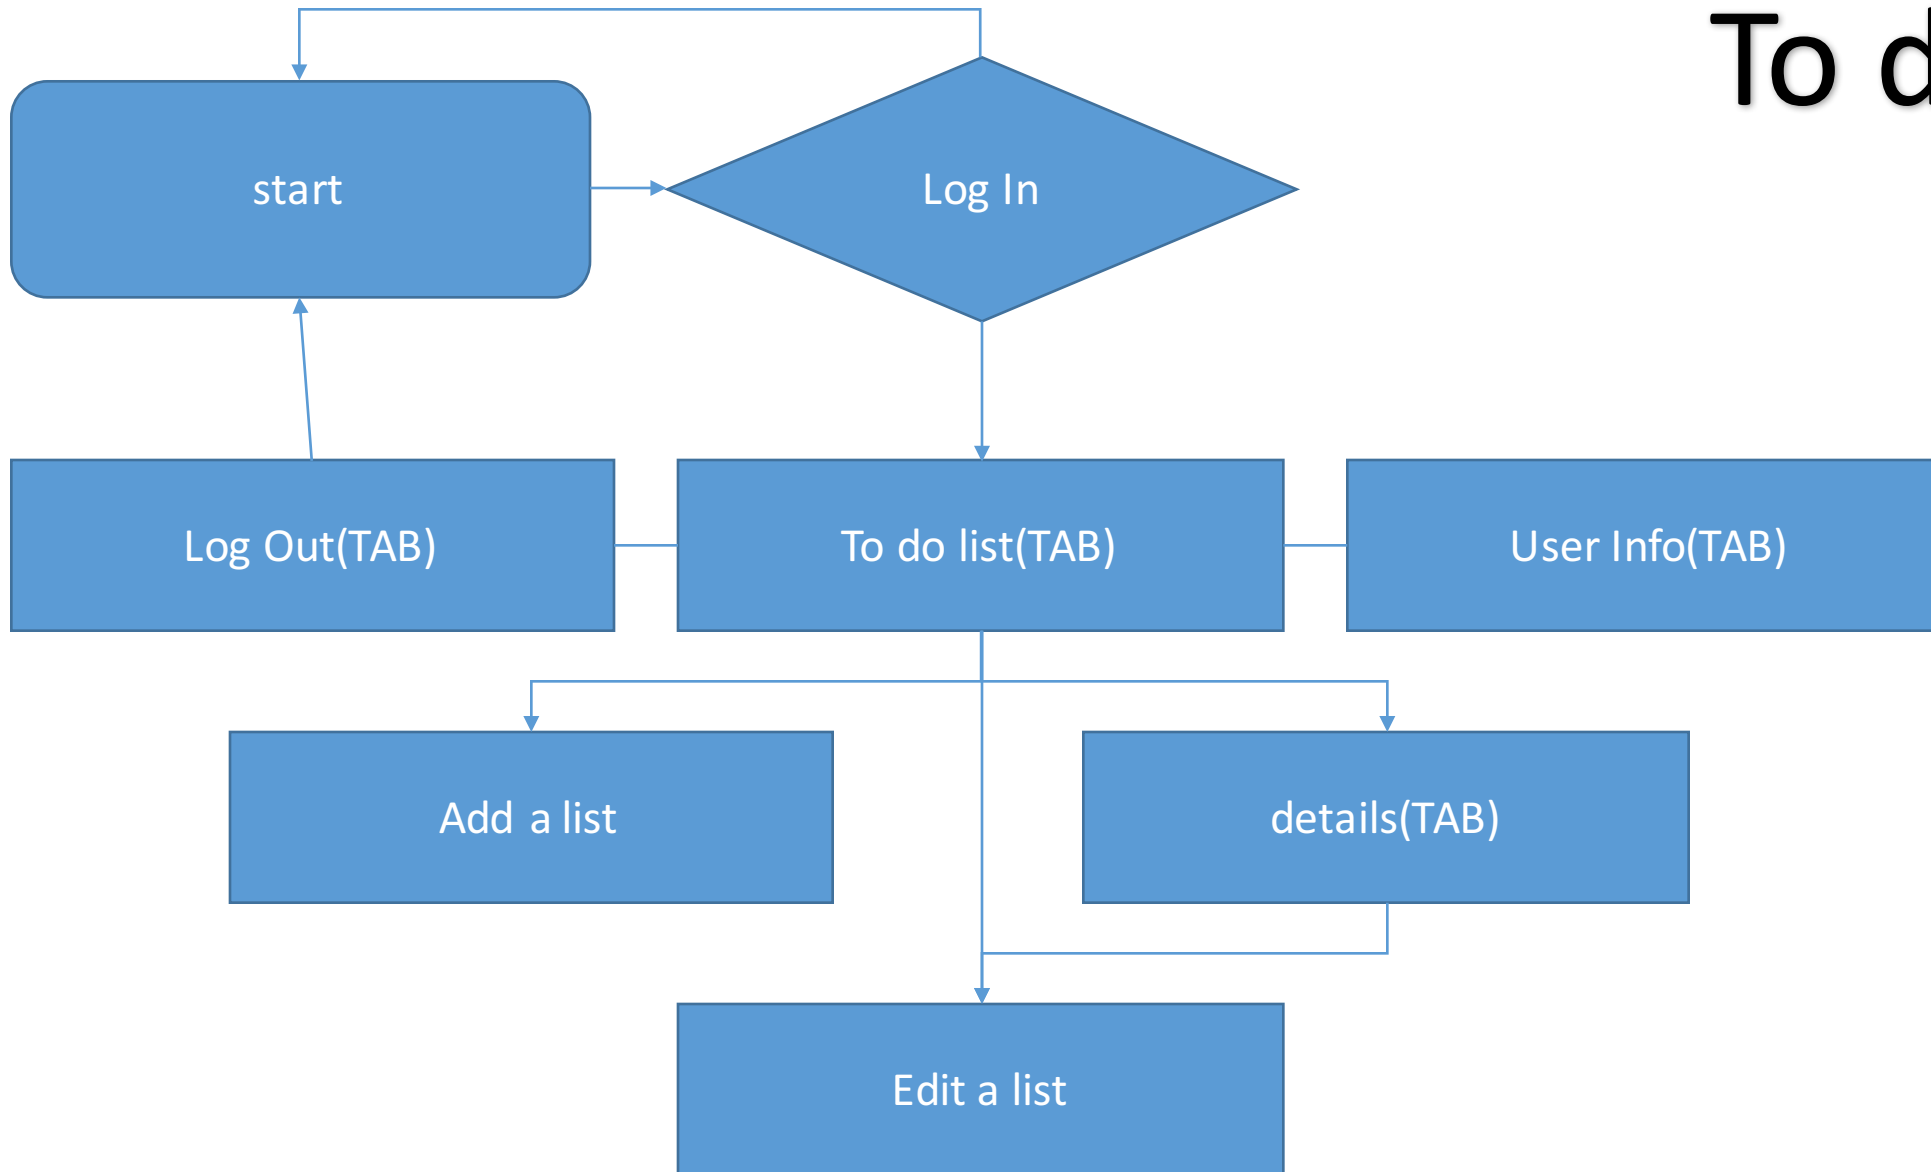 To
start
Log In
Log Out(TAB)
To do list(TAB)
User Info(TAB)
Add a list
details(TAB)
Edit a list